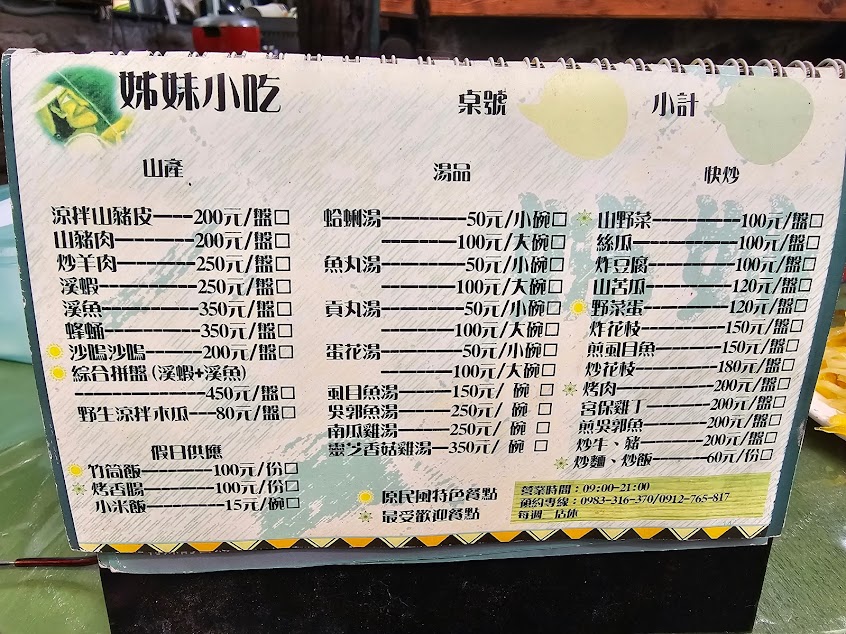 姊妹小吃 桌號 小計
山產
涼拌山豬皮----200元/盤□
山豬肉--------200元/盤□
炒羊肉--------250元/盤□
溪蝦----------250元/盤□
溪魚----------350元/盤□
蜂蛹----------350元/盤□
沙嗚沙嗚------200元/盤□
綜合拼盤(溪蝦+溪魚)
--------------450元/盤□
野生涼拌木瓜---80元/盤□
假日供應
竹筒飯--------100元/份□
烤香腸--------100元/份□
小米飯---------15元/碗□
湯品
蛤蜊湯---------50元/小碗□
---------100元/大碗□
魚丸湯---------50元/小碗□
---------100元/大碗□
貢丸湯---------50元/小碗□
---------100元/大碗□
蛋花湯---------50元/小碗□
---------100元/大碗□
虱目魚湯------150元/ 碗 □
吳郭魚湯------250元/ 碗 □
南瓜雞湯------250元/ 碗 □
靈芝香菇雞湯--350元/ 碗 □
原民風特色餐點
最受歡迎餐點
快炒
山野菜----------100元/盤□
絲瓜------------100元/盤□
炸豆腐----------100元/盤□
山苦瓜----------120元/盤□
野菜蛋----------120元/盤□
炸花枝----------150元/盤□
煎虱目魚--------150元/盤□
炒花枝----------180元/盤□
烤肉------------200元/盤□
宮保雞丁--------200元/盤□
煎吳郭魚--------200元/盤□
炒牛、豬--------200元/盤□
炒麵、炒飯-------60元/份□
營業時間：09:00-21:00
預約專線：0983-316-370/0912-765-817
每週二店休